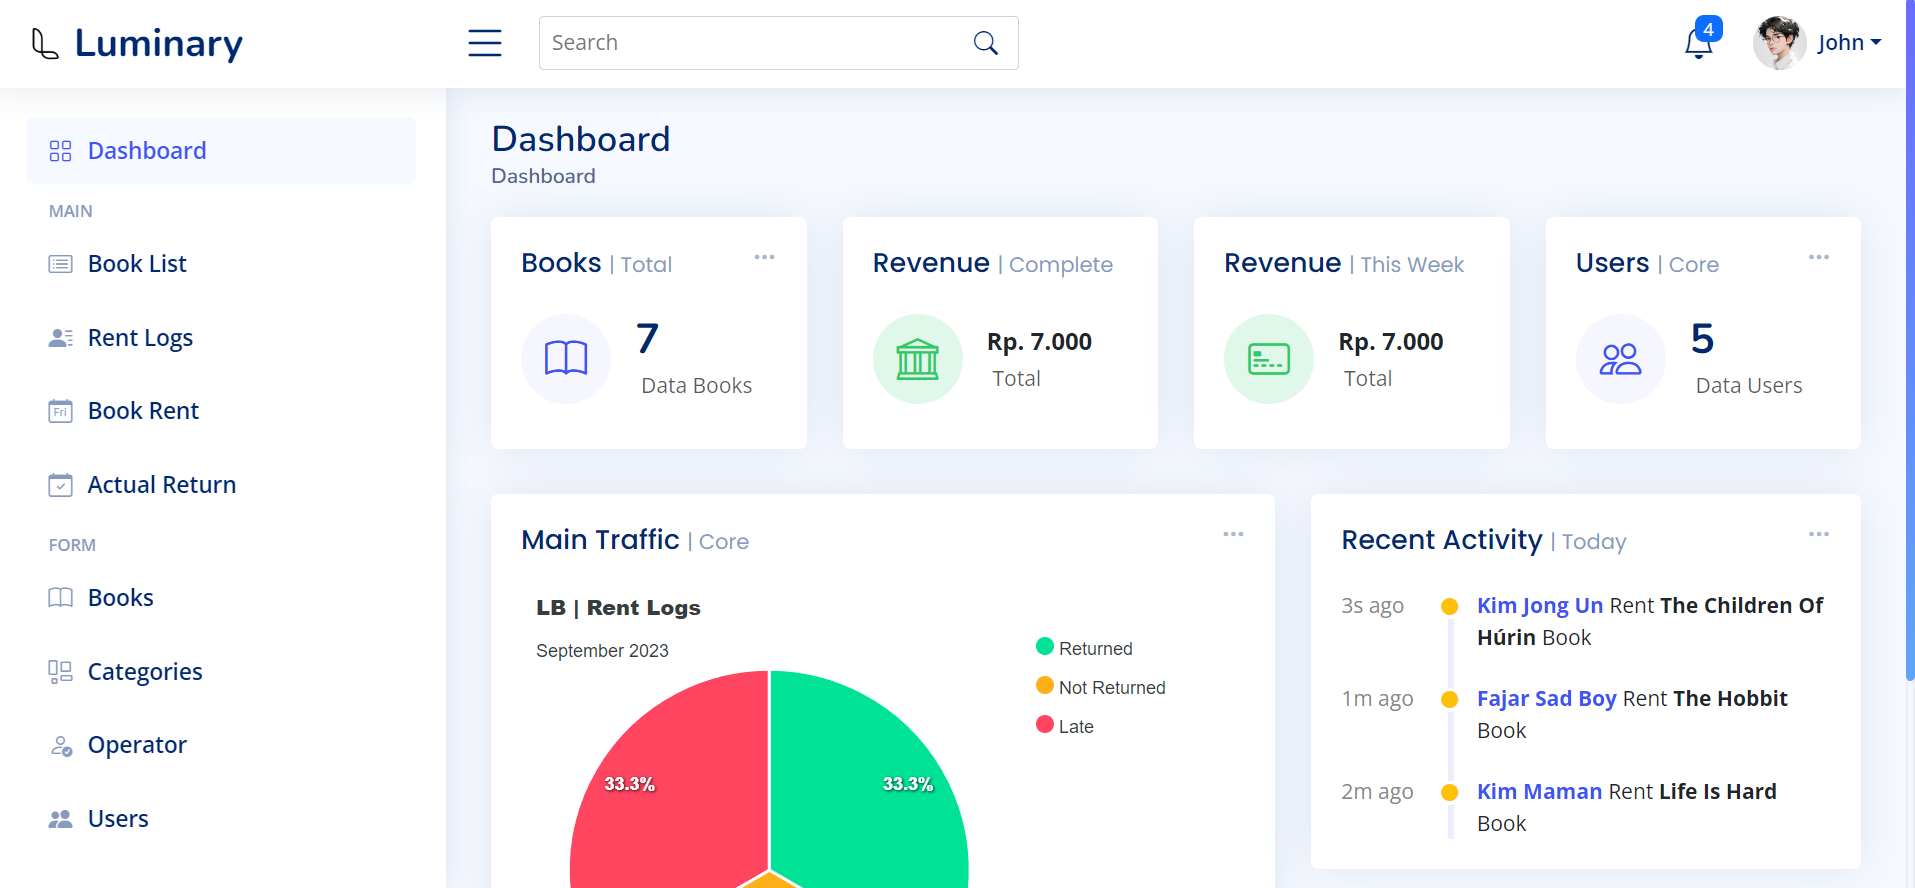 Luminary
Search
4
John
Dashboard
MAIN
Book List
Rent Logs
Fri Book Rent
Actual Return
FORM
Books
Categories
Operator
Users
Dashboard
Dashboard
Books | Total
7
Data Books
Revenue | Complete
Rp. 7.000
Total
Revenue | This Week
Rp. 7.000
Total
Users | Core
5
Data Users
Main Traffic | Core
LB | Rent Logs
September 2023
Returned
Not Returned
Late
33.3%
33.3%
Recent Activity | Today
3s ago
Kim Jong Un Rent The Children Of
Húrin Book
1m ago
Fajar Sad Boy Rent The Hobbit
Book
2m ago
Kim Maman Rent Life Is Hard
Book